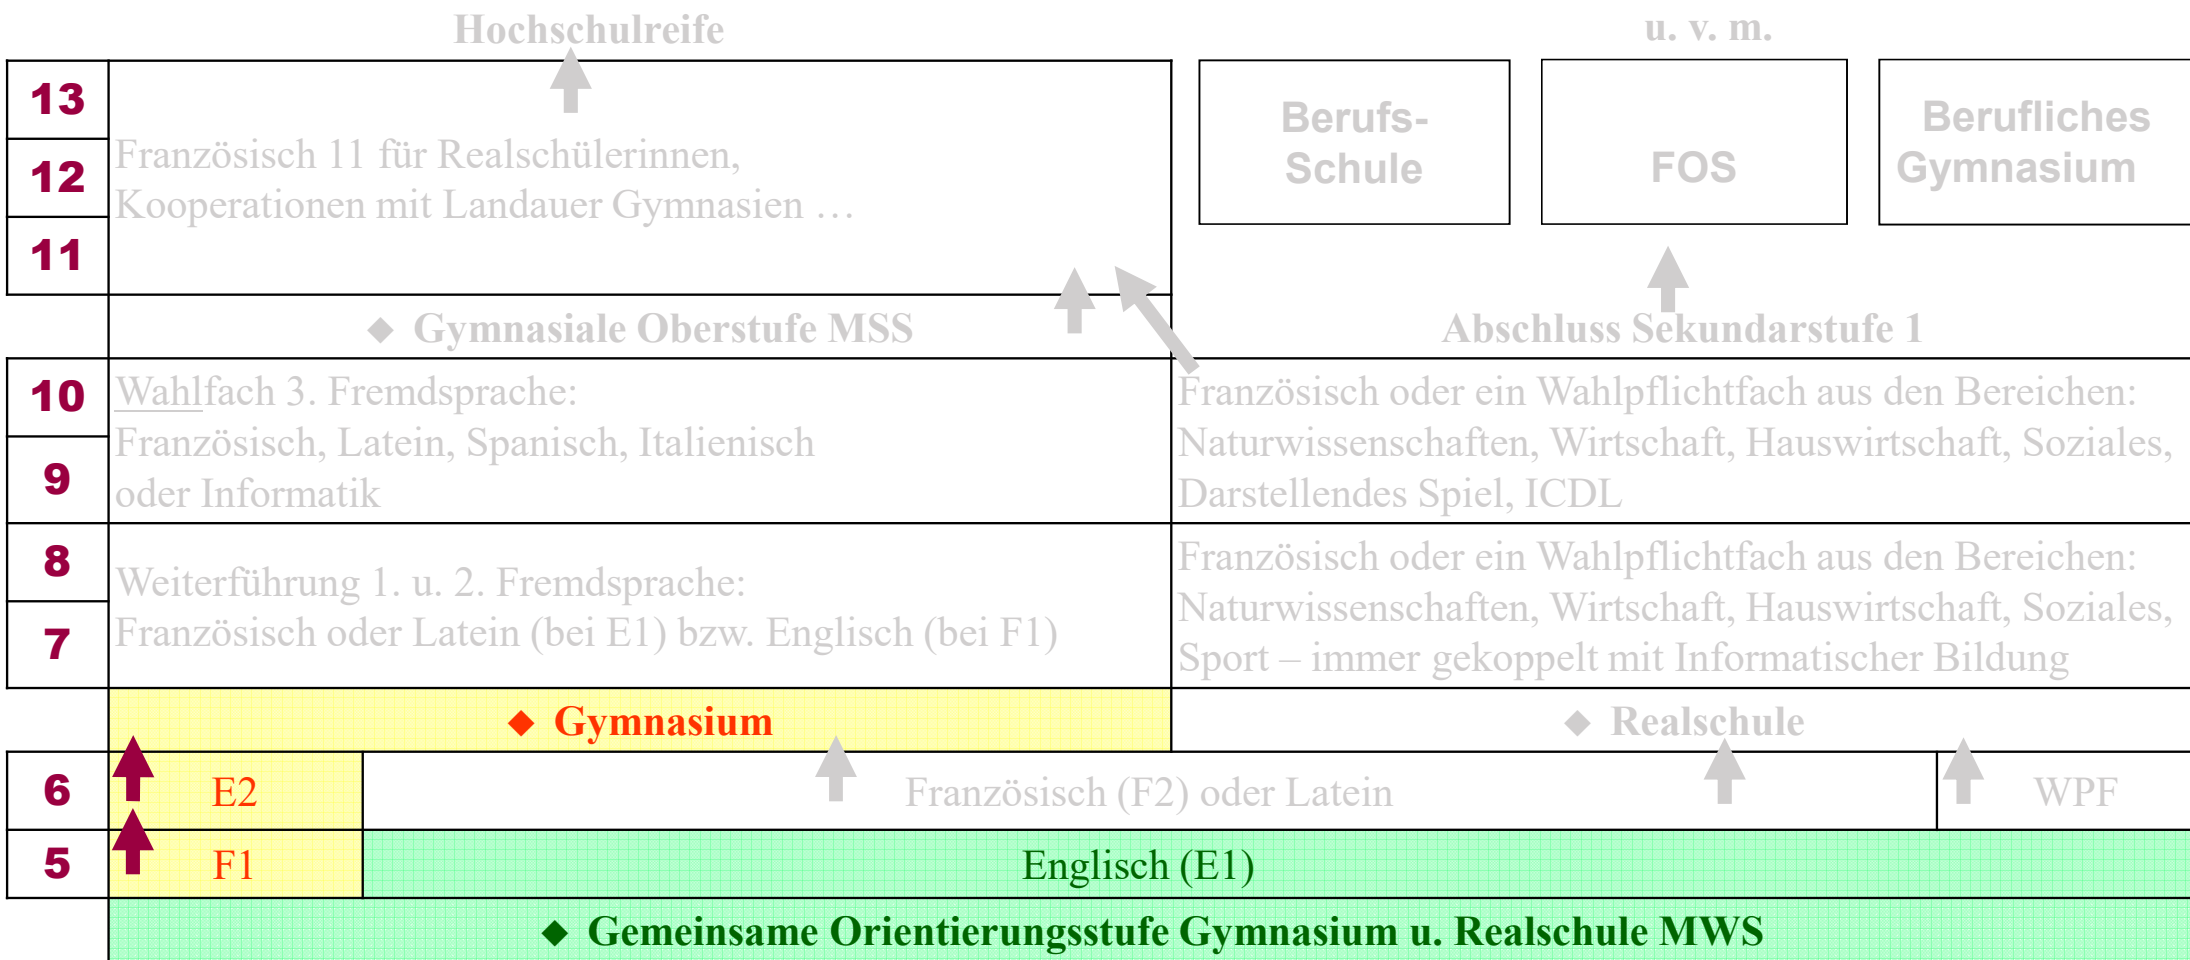 Hochschulreife
u. v. m.
13
12
11
Französisch 11 für Realschülerinnen,
Kooperationen mit Landauer Gymnasien …
Berufs-
Schule
FOS
Berufliches
Gymnasium
◆ Gymnasiale Oberstufe MSS
Abschluss Sekundarstufe 1
10
9
Wahlfach 3. Fremdsprache:
Französisch, Latein, Spanisch, Italienisch
oder Informatik
Französisch oder ein Wahlpflichtfach aus den Bereichen:
Naturwissenschaften, Wirtschaft, Hauswirtschaft, Soziales,
Darstellendes Spiel, ICDL
8
7
Weiterführung 1. u. 2. Fremdsprache:
Französisch oder Latein (bei E1) bzw. Englisch (bei F1)
Französisch oder ein Wahlpflichtfach aus den Bereichen:
Naturwissenschaften, Wirtschaft, Hauswirtschaft, Soziales,
Sport – immer gekoppelt mit Informatischer Bildung
◆ Gymnasium
◆ Realschule
6
E2
Französisch (F2) oder Latein
WPF
5
F1
Englisch (E1)
◆ Gemeinsame Orientierungsstufe Gymnasium u. Realschule MWS